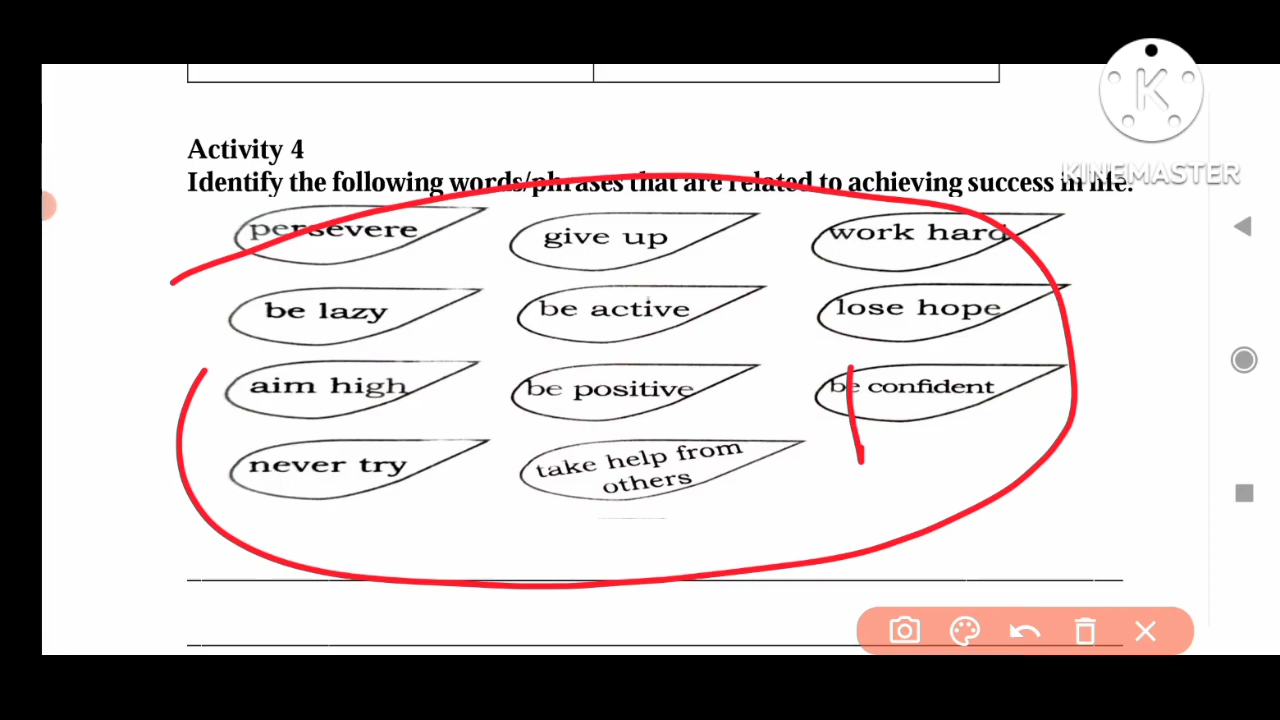 Activity 4
Identify the following words/phrases that are related to achieving success in life.
persevere give up work hard
be lazy be active lose hope
aim high be positive be confident
never try take help from
others
K
KINEMASTER